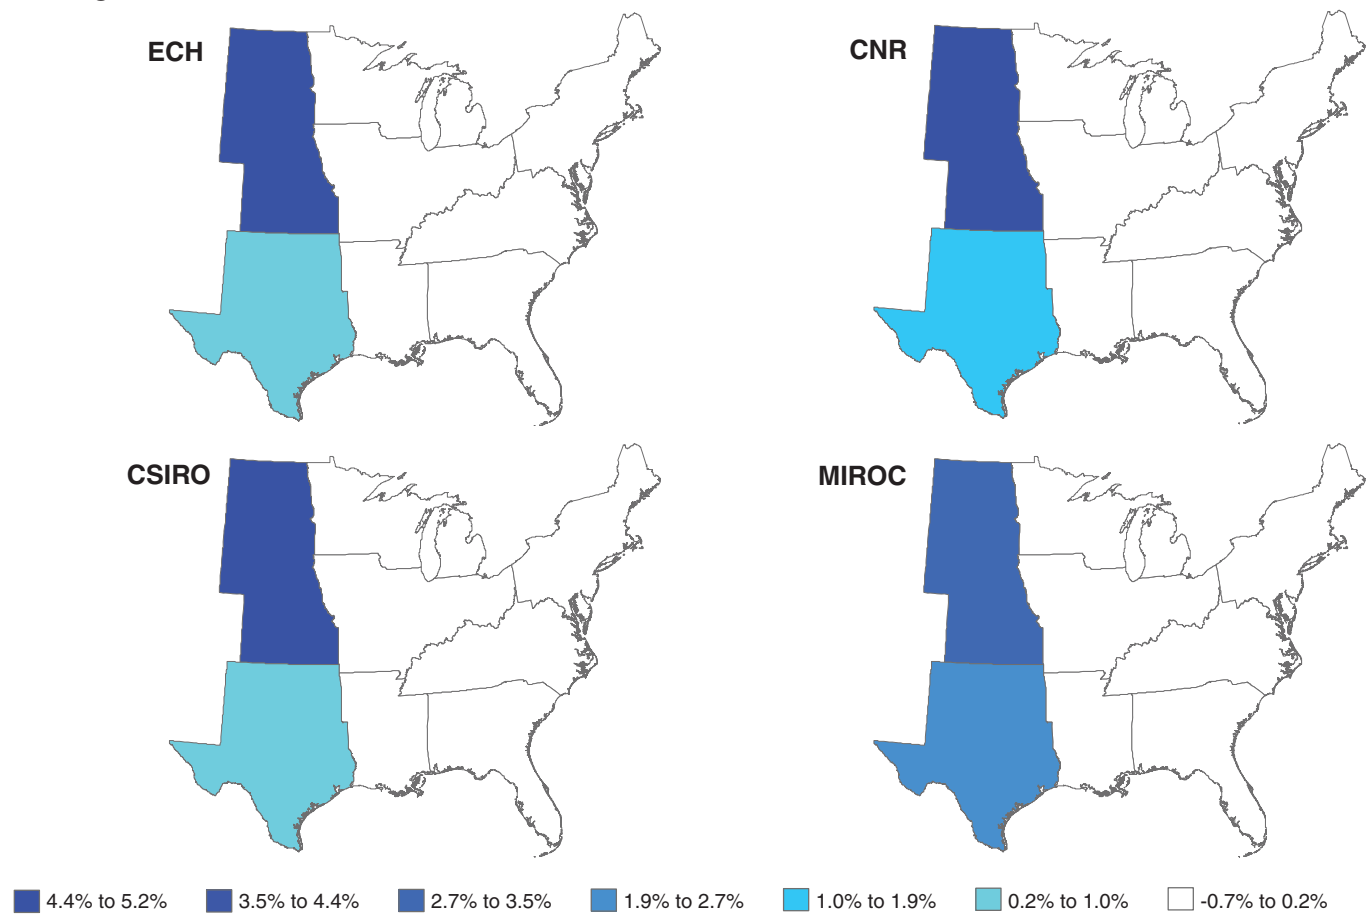 ECH
CNR
CSIRO
MIROC
4.4% to 5.2% 3.5% to 4.4% 2.7% to 3.5% 1.9% to 2.7% 1.0% to 1.9% 0.2% to 1.0% -0.7% to 0.2%